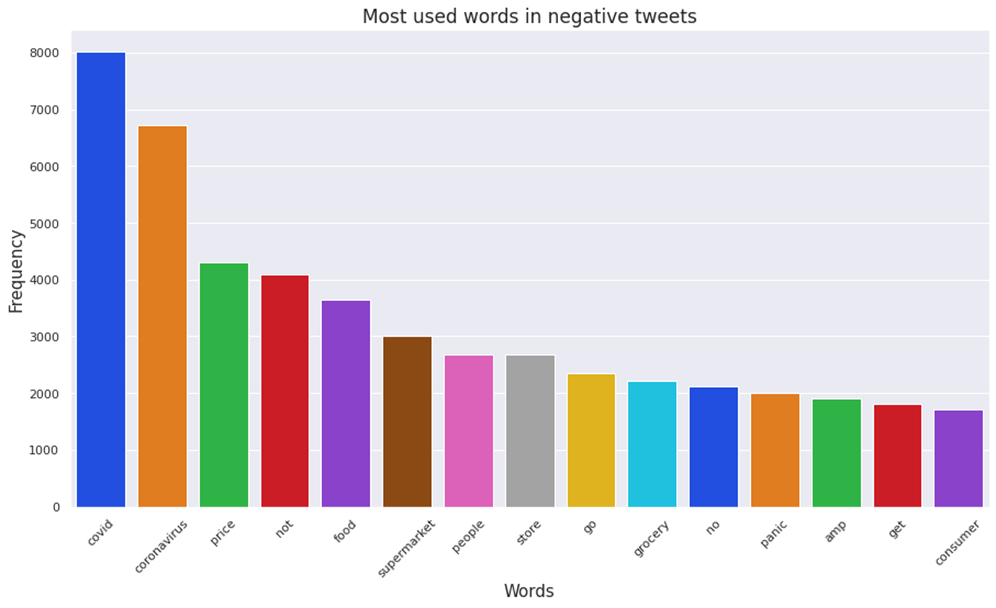 Most used words in negative tweets
8000
7000
6000
5000
4000
3000
2000
1000
0
Frequency
covid
coronavirus
price
not
food
supermarket
people
store
go
grocery
no
panic
amp
get
consumer
Words